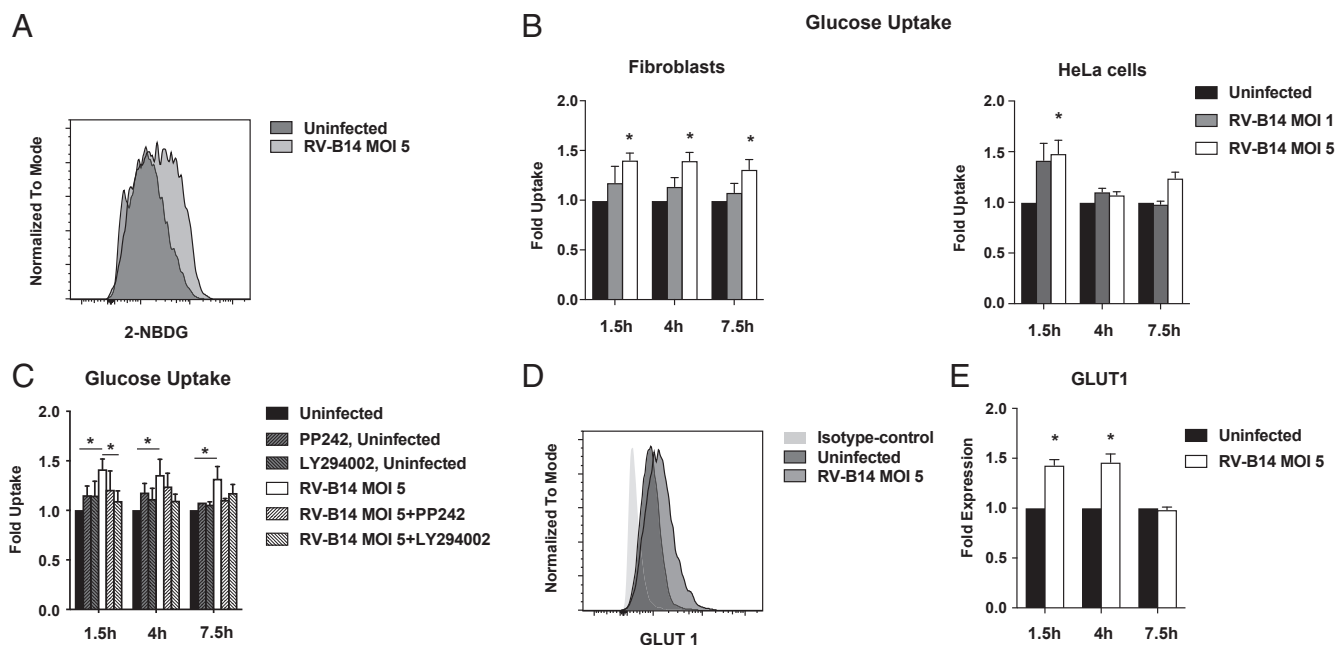 A
Normalized To Mode
2-NBDG
Uninfected
RV-B14 MOI 5
B
Glucose Uptake
Fibroblasts
Fold Uptake
2.0
1.5
1.0
0.5
0.0
* * *
1.5h 4h 7.5h
HeLa cells
Fold Uptake
2.0
1.5
1.0
0.5
0.0
*
1.5h 4h 7.5h
Uninfected
RV-B14 MOI 1
RV-B14 MOI 5
C
Glucose Uptake
Fold Uptake
2.0
1.5
1.0
0.5
0.0
* * * *
1.5h 4h 7.5h
Uninfected
PP242, Uninfected
LY294002, Uninfected
RV-B14 MOI 5
RV-B14 MOI 5+PP242
RV-B14 MOI 5+LY294002
D
Normalized To Mode
GLUT 1
Isotype-control
Uninfected
RV-B14 MOI 5
E
GLUT1
Fold Expression
2.0
1.5
1.0
0.5
0.0
* *
1.5h 4h 7.5h
Uninfected
RV-B14 MOI 5